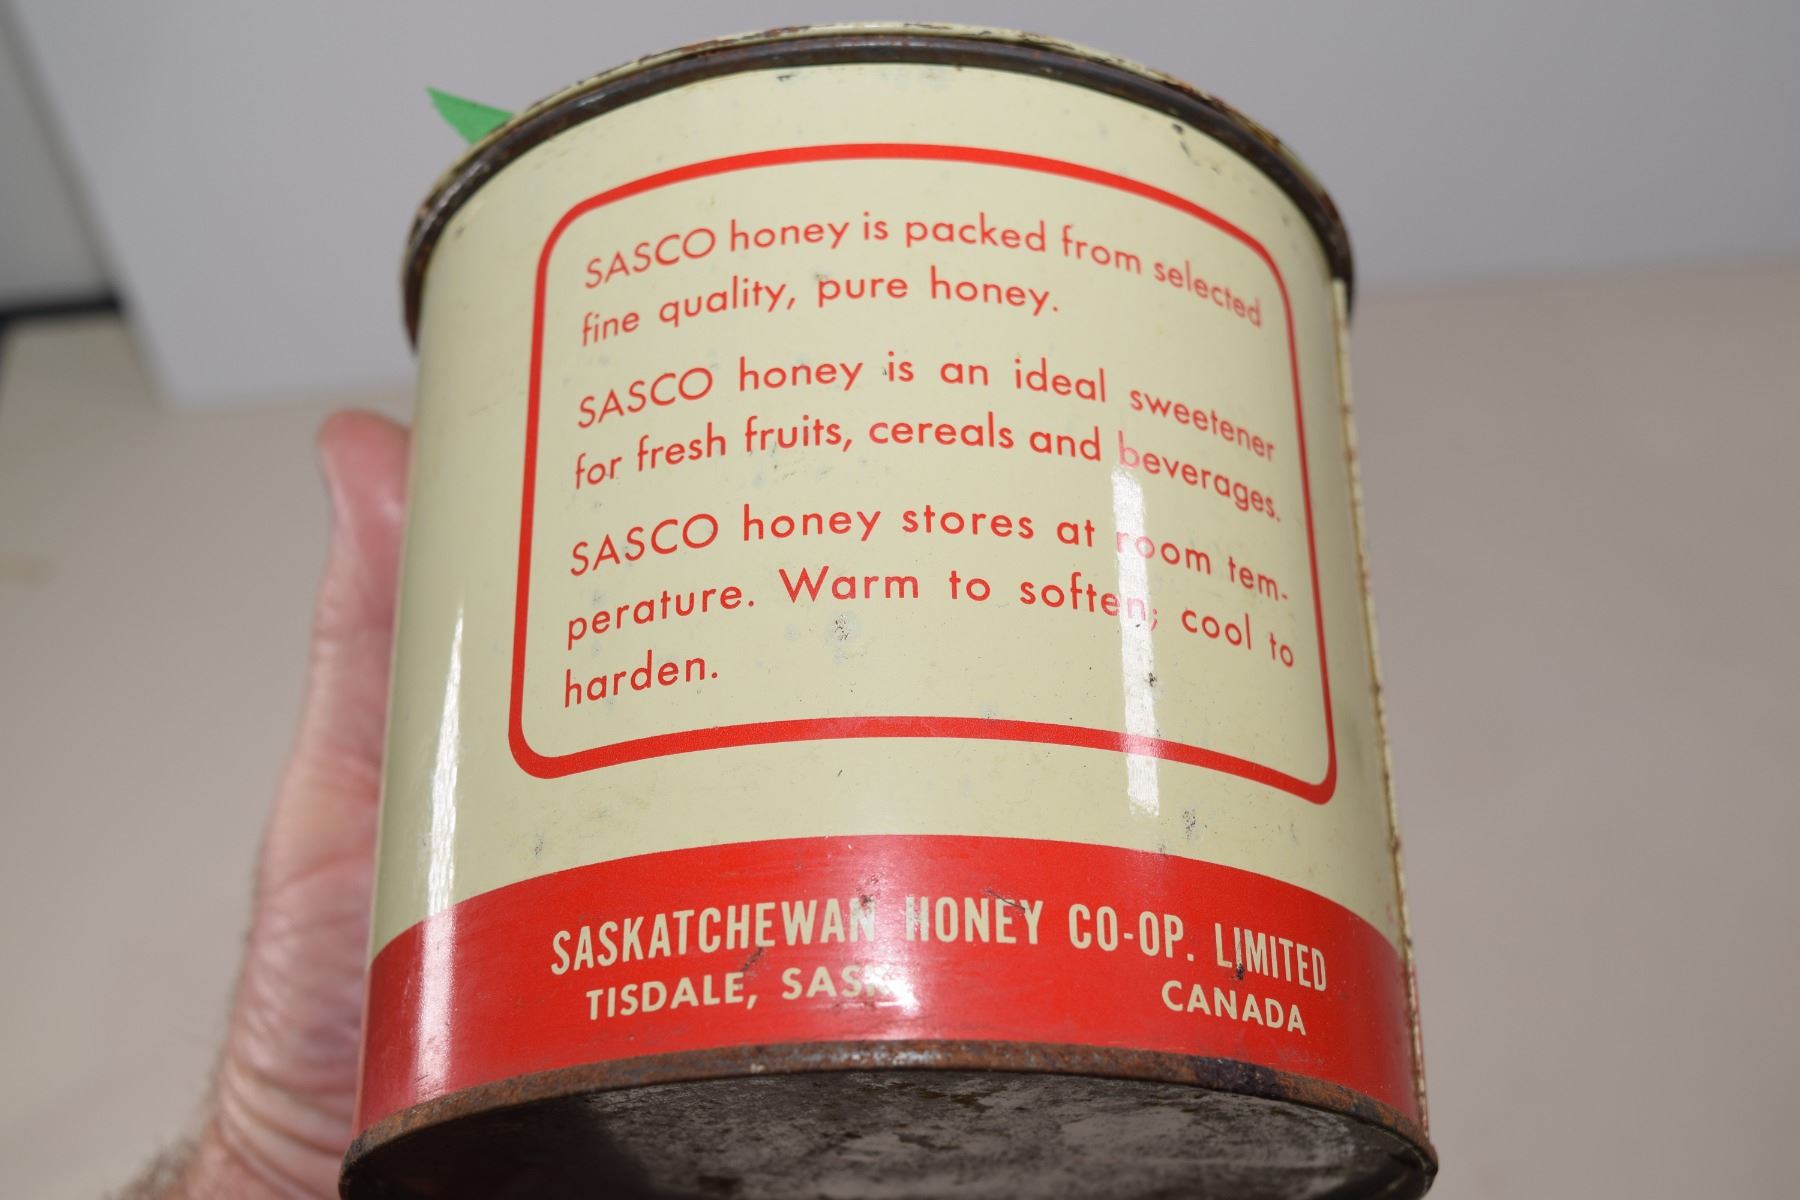 SASCO honey is packed from selected
fine quality, pure honey.
SASCO honey is an ideal sweetener
for fresh fruits, cereals and beverages.
SASCO honey stores at room tem-
perature. Warm to soften; cool to
harden.
SASKATCHEWAN HONEY CO-OP. LIMITED
TISDALE, SASK. CANADA